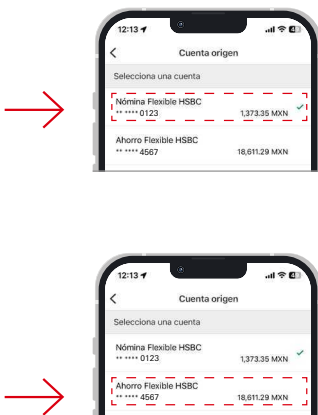 12:13
Cuenta origen
Selecciona una cuenta
Nómina Flexible HSBC
** **** 0123 1,373.35 MXN
Ahorro Flexible HSBC
** **** 4567 18,611.29 MXN
12:13
Cuenta origen
Selecciona una cuenta
Nómina Flexible HSBC
** **** 0123 1,373.35 MXN
Ahorro Flexible HSBC
** **** 4567 18,611.29 MXN